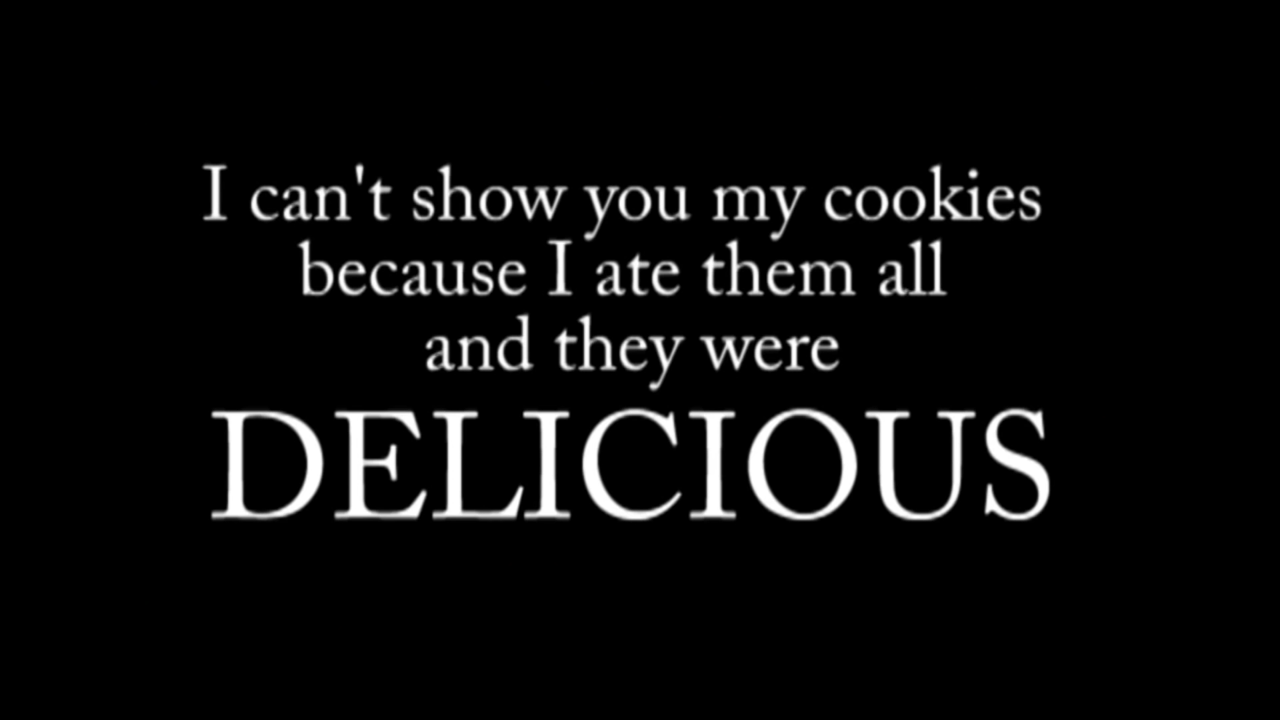 I can't show you my cookies
because I ate them all
and they were
DELICIOUS